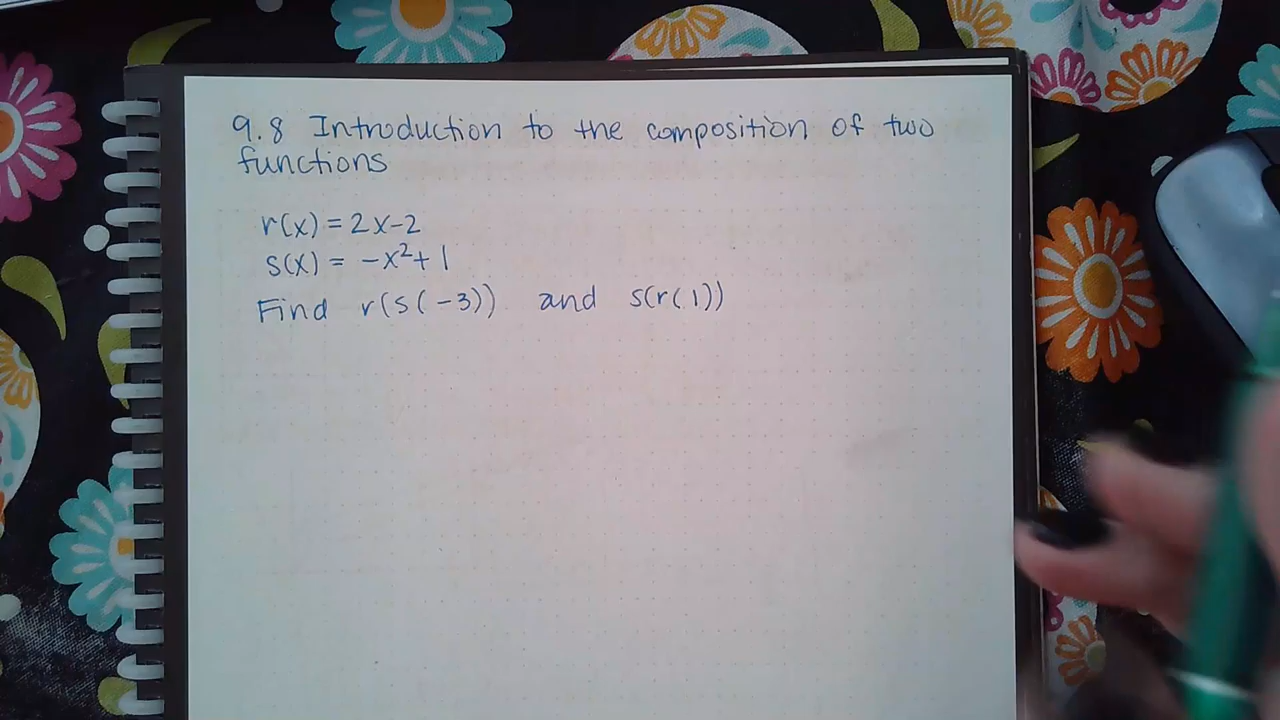 9.8 Introduction to the composition of two
functions
r(x) = 2x-2
s(x) = -x²+1
Find r(s(-3)) and s(r(1))